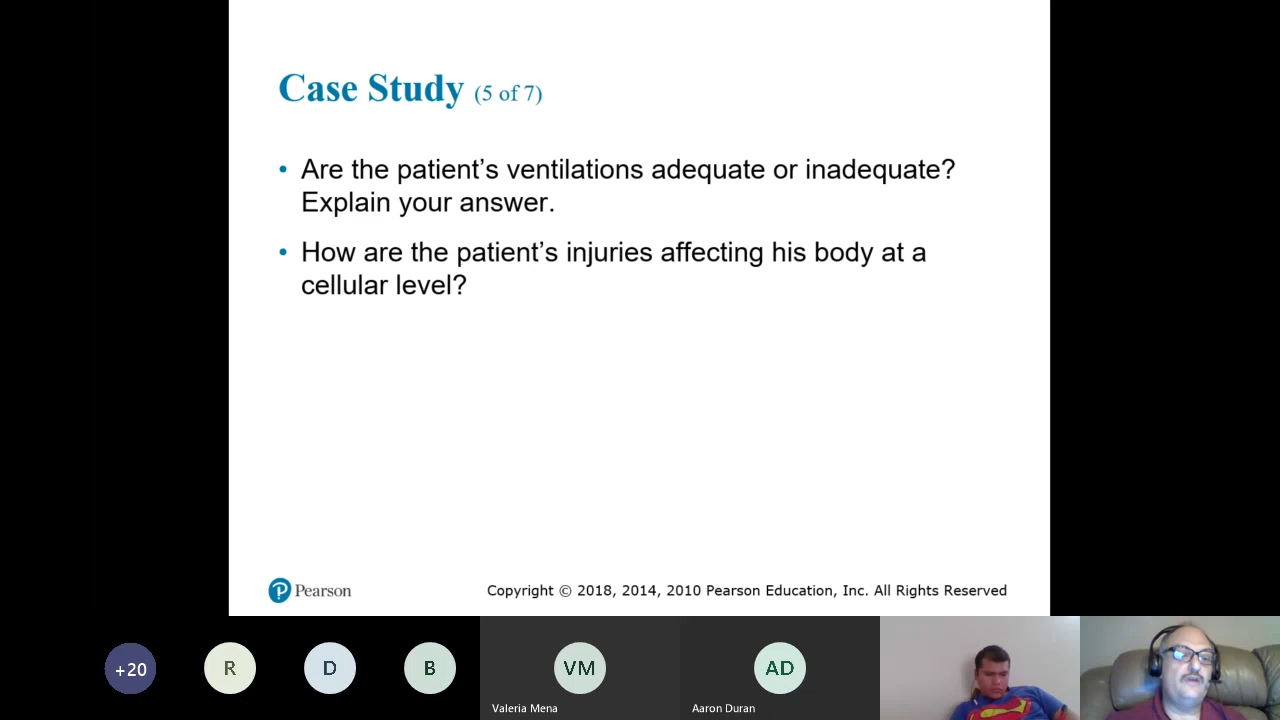 Case Study (5 of 7)
• Are the patient’s ventilations adequate or inadequate?
Explain your answer.
• How are the patient’s injuries affecting his body at a
cellular level?
Pearson
Copyright © 2018, 2014, 2010 Pearson Education, Inc. All Rights Reserved
+20
R
D
B
VM
AD
Valeria Mena
Aaron Duran